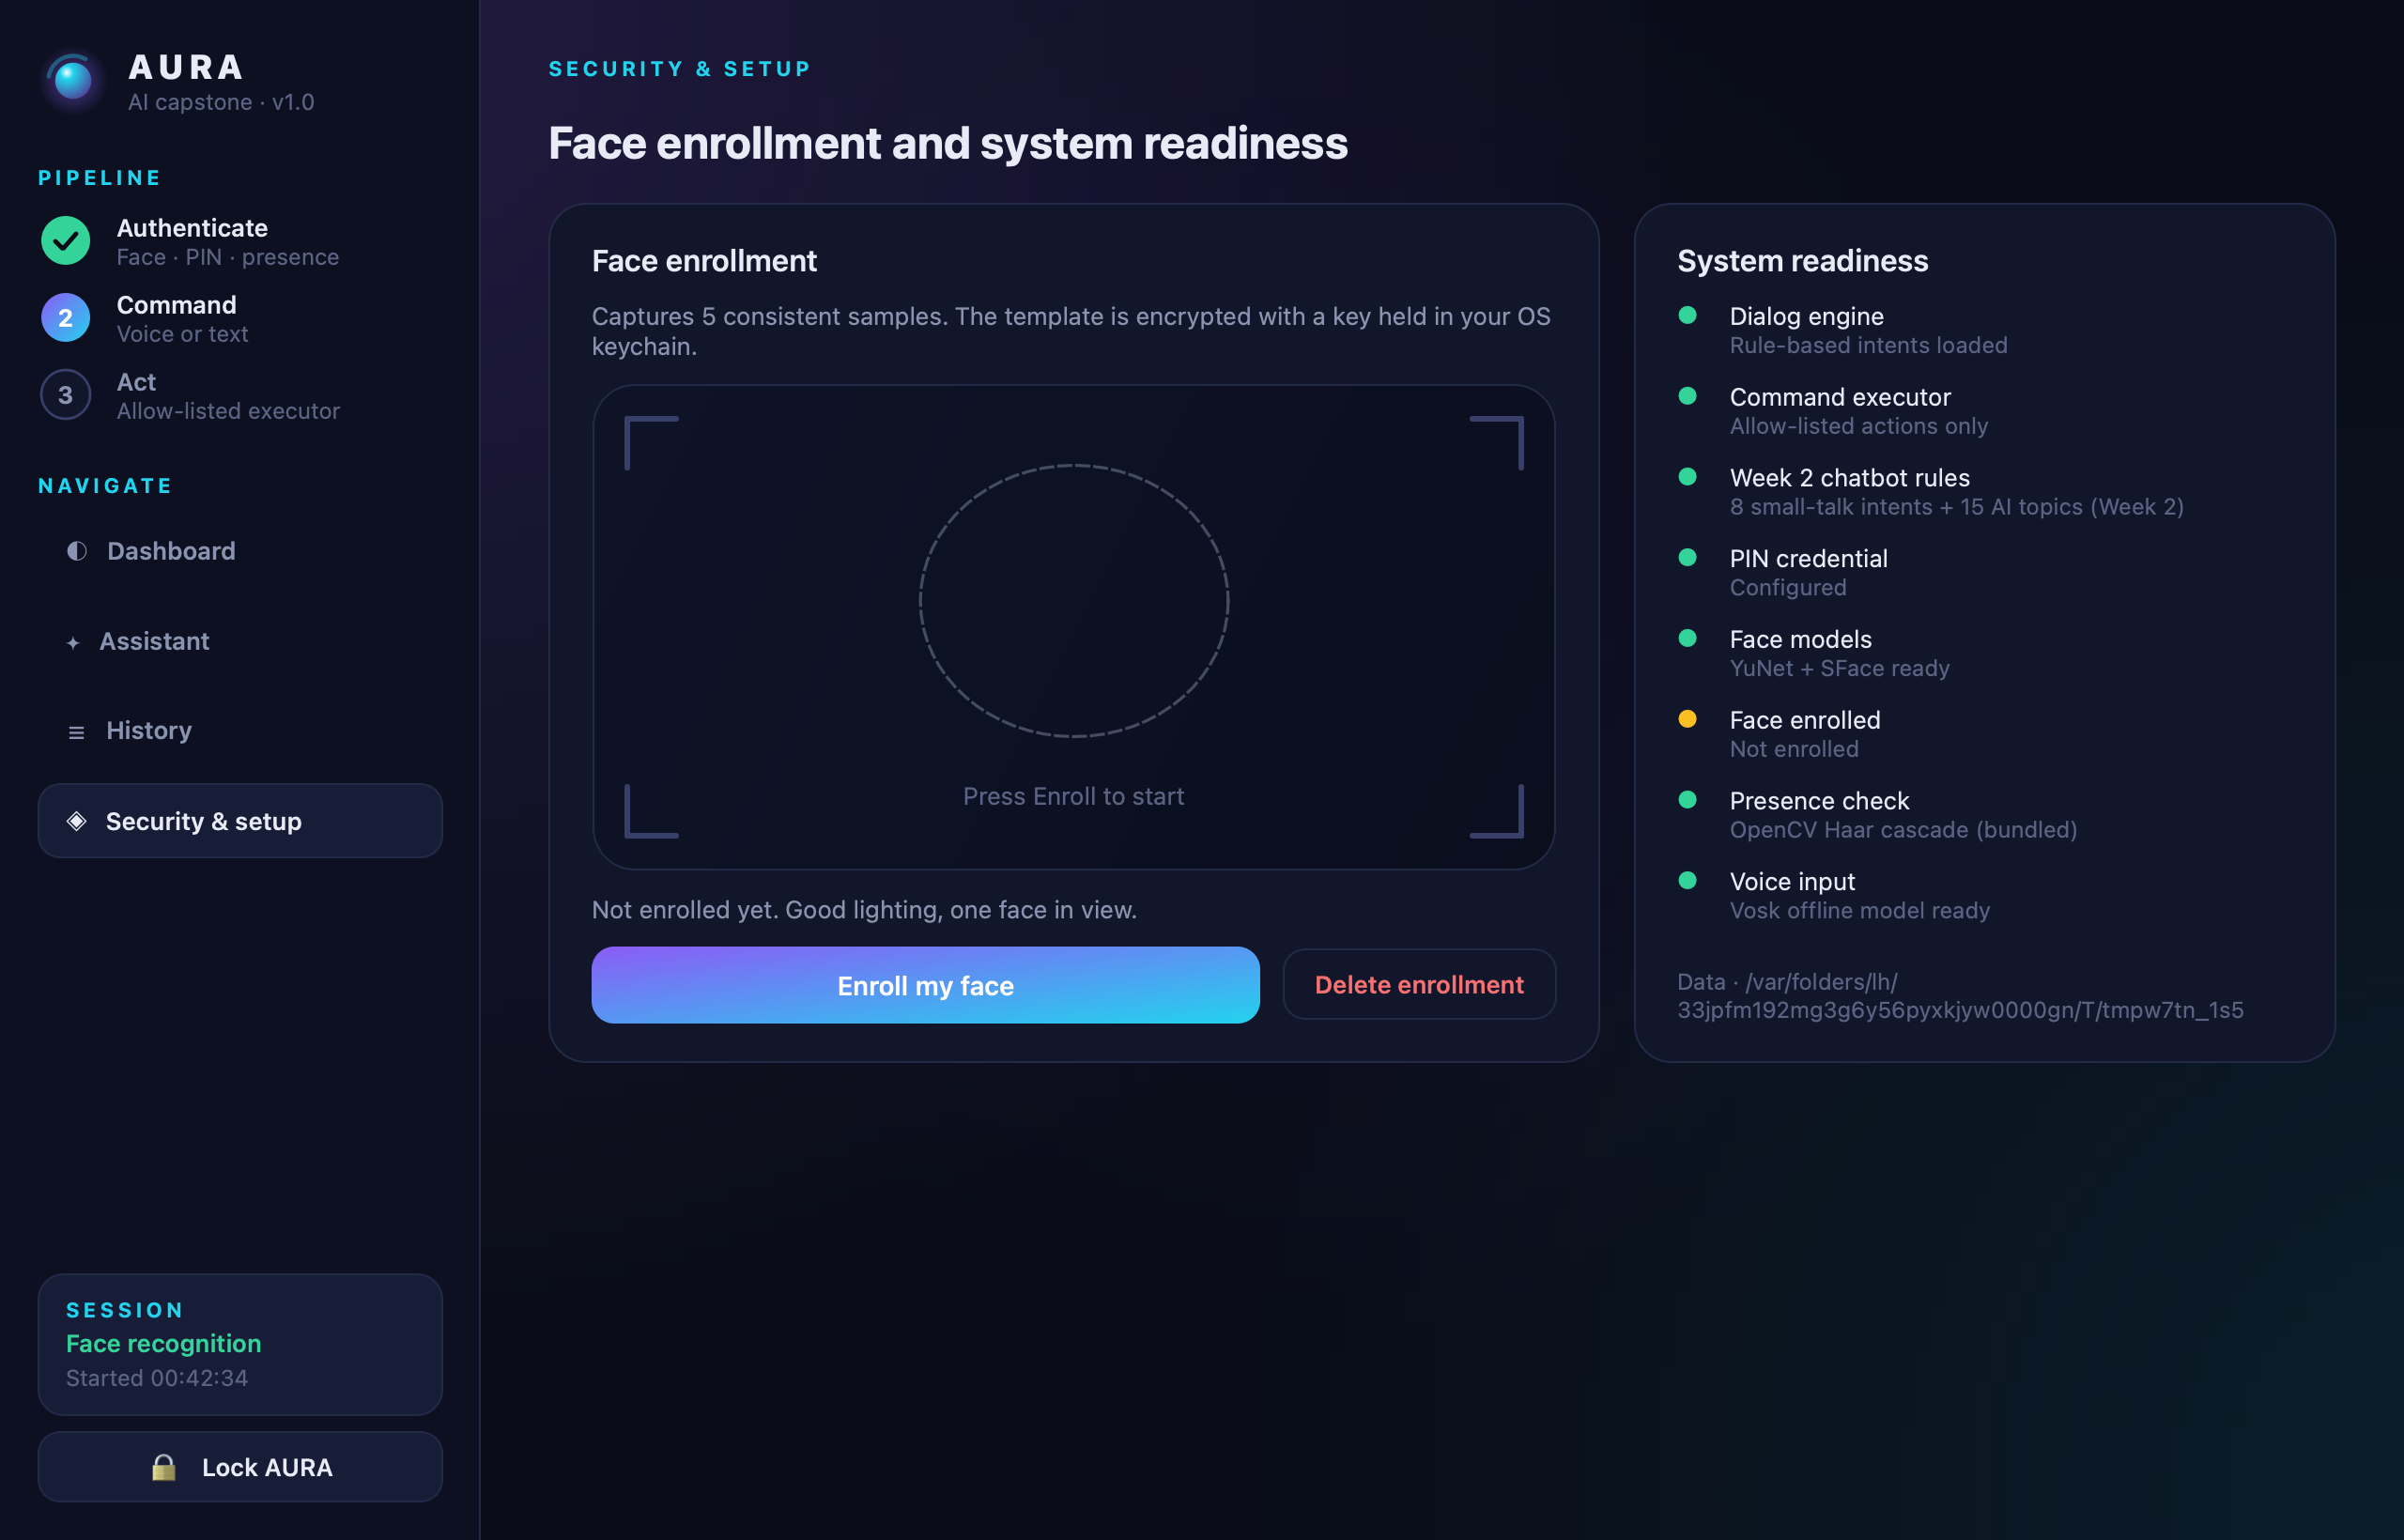 AURA
AI capstone · v1.0
PIPELINE
Authenticate
Face · PIN · presence
2
Command
Voice or text
3
Act
Allow-listed executor
NAVIGATE
Dashboard
Assistant
History
Security & setup
SESSION
Face recognition
Started 00:42:34
Lock AURA
SECURITY & SETUP
Face enrollment and system readiness
Face enrollment
Captures 5 consistent samples. The template is encrypted with a key held in your OS
keychain.
Press Enroll to start
Not enrolled yet. Good lighting, one face in view.
Enroll my face
Delete enrollment
System readiness
Dialog engine
Rule-based intents loaded
Command executor
Allow-listed actions only
Week 2 chatbot rules
8 small-talk intents + 15 AI topics (Week 2)
PIN credential
Configured
Face models
YuNet + SFace ready
Face enrolled
Not enrolled
Presence check
OpenCV Haar cascade (bundled)
Voice input
Vosk offline model ready
Data · /var/folders/lh/
33jpfm192mg3g6y56pyxkjyw0000gn/T/tmpw7tn_1s5